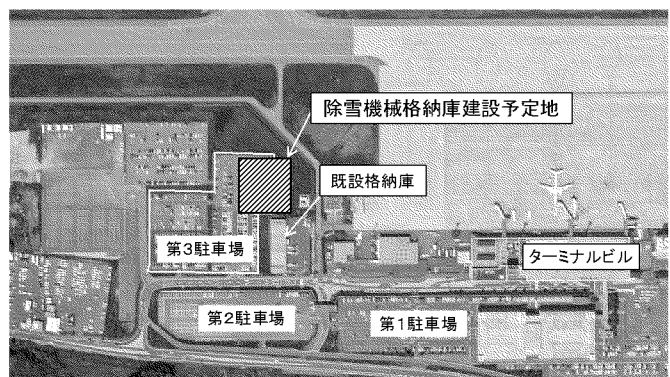 除雪機械格納庫建設予定地
既設格納庫
第3駐車場
ターミナルビル
第2駐車場
第1駐車場